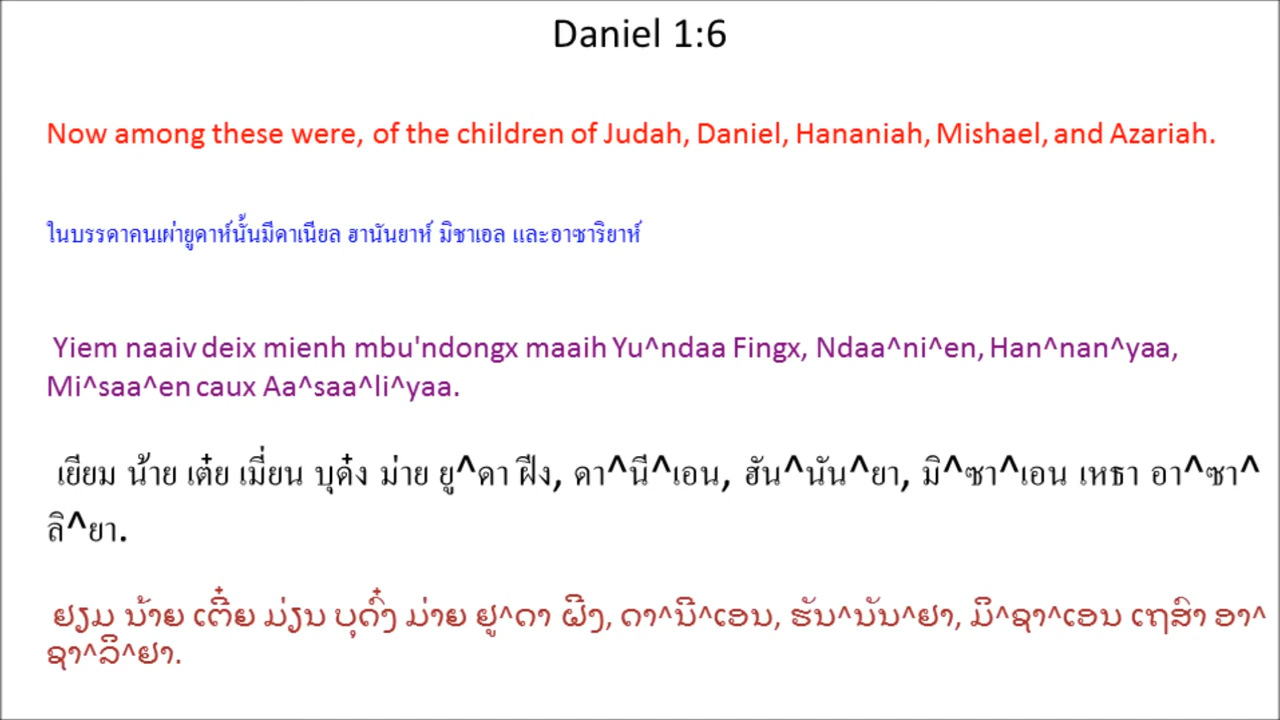 Daniel 1:6
Now among these were, of the children of Judah, Daniel, Hananiah, Mishael, and Azariah.
ในบรรดาคนเผ่ายูดาห์นั้นมีดาเนียล ฮานันยาห์ มิชาเอล และอาซาริยาห์
Yiem naaiv deix mienh mbu'ndongx maaih Yu^ndaa Fingx, Ndaa^ni^en, Han^nan^yaa,
Mi^saa^en caux Aa^saa^li^yaa.
เยียม น้าย เต๋ย เมี่ยน บุด๋ง ม่าย ยู^ดา ฝีง, ดา^นี^เอน, ฮัน^นัน^ยา, มิ^ซา^เอน เหธา อา^ซา^
ลิ^ยา.
ຢຽມ ນ້າຍ ເຕີ໋ຍ ມ່ຽນ ບຸດົ໋ງ ມ່າຍ ຢູ^ດາ ຝີງ, ດາ^ນີ^ເອນ, ຮັນ^ນັນ^ຢາ, ມິ^ຊາ^ເອນ ເຖສົາ ອາ^
ຊາ^ລິ^ຢາ.